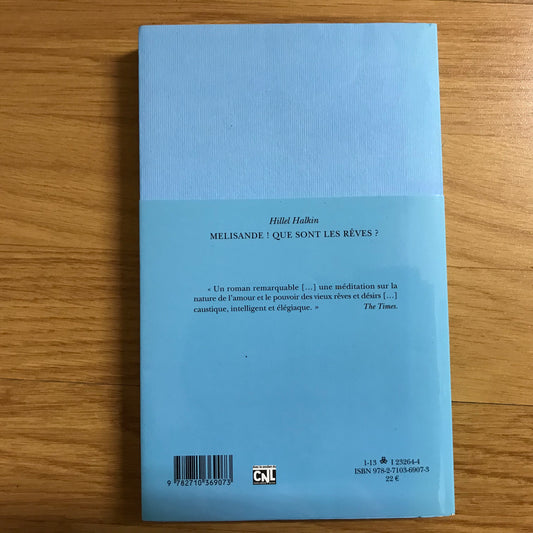 Hillel Halkin
MELISANDE ! QUE SONT LES RÊVES ?
« Un roman remarquable [...] une méditation sur la
nature de l'amour et le pouvoir des vieux rêves et désirs [...]
caustique, intelligent et élégiaque. » The Times.
1-13 I 23264-4
ISBN 978-2-7103-6907-3
22 €
9 782710 369073
CNL